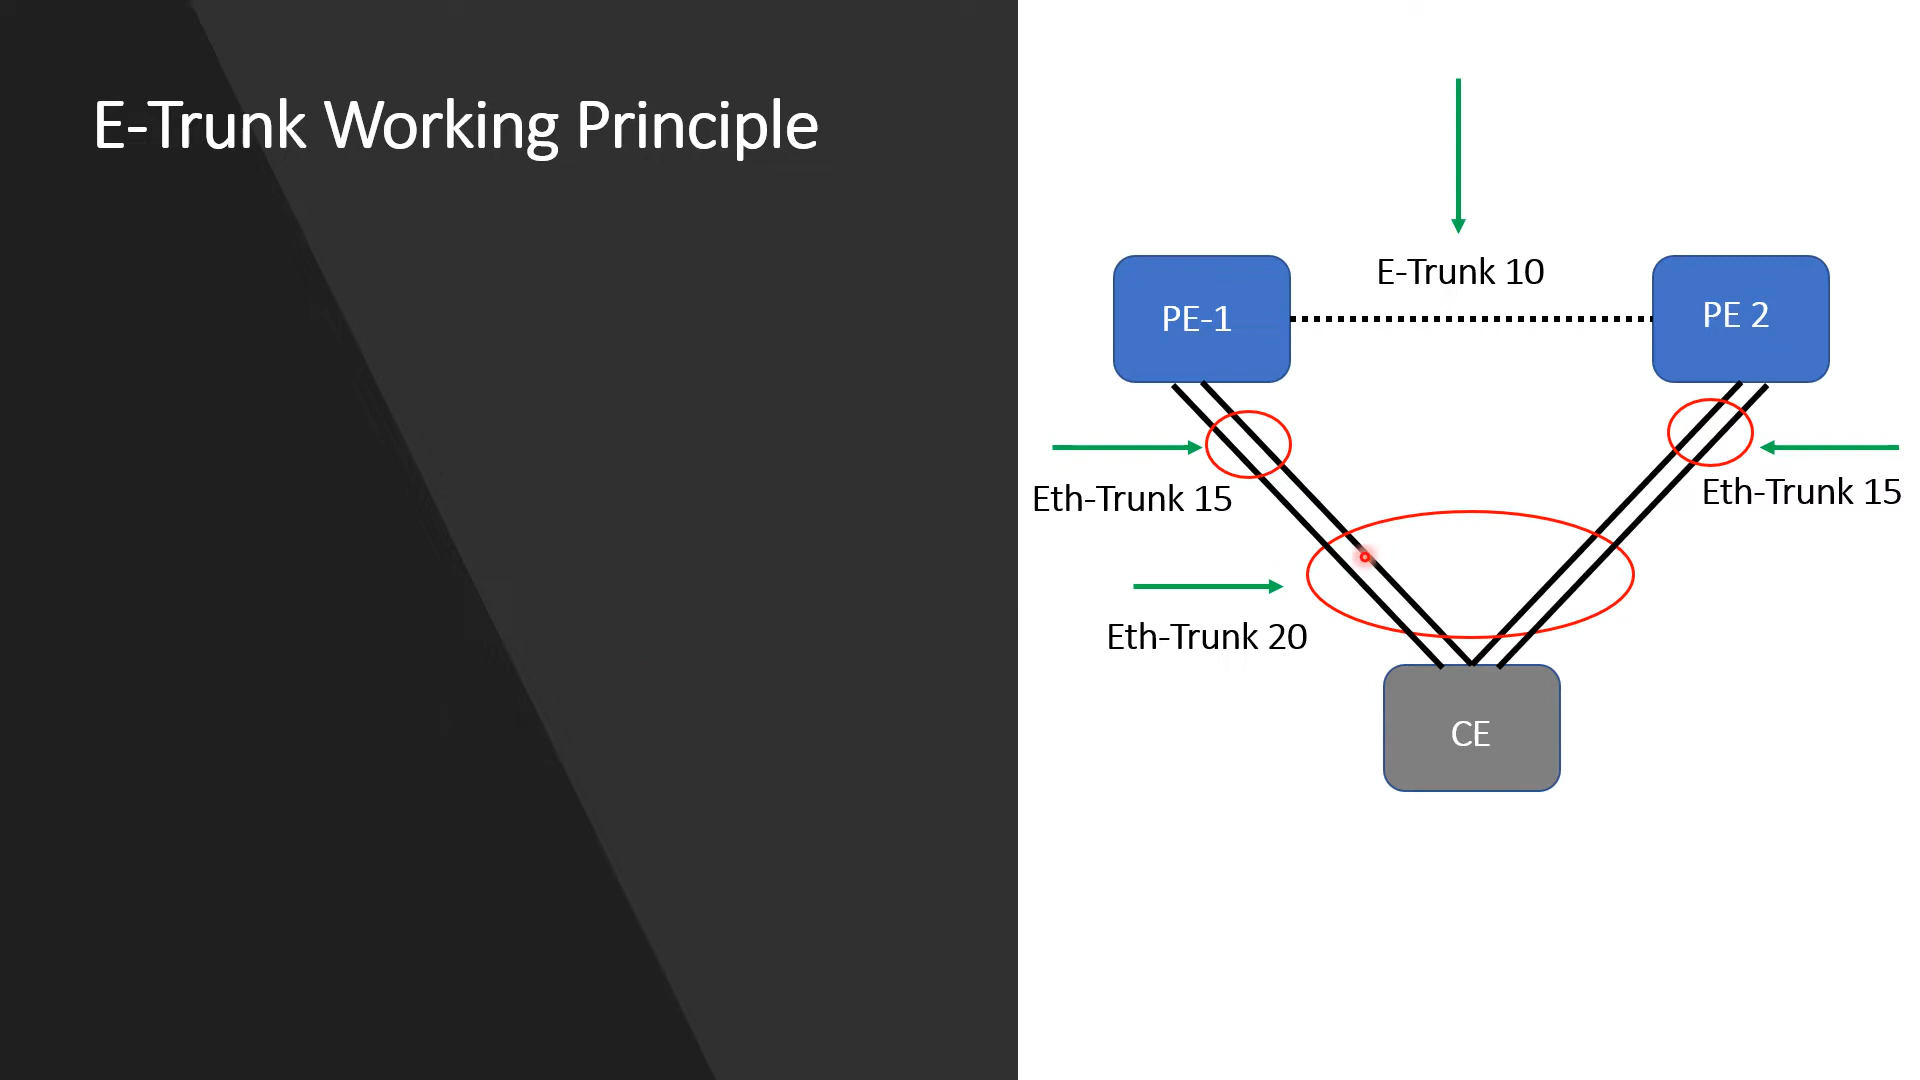 E-Trunk Working Principle
E-Trunk 10
PE-1
PE 2
Eth-Trunk 15
Eth-Trunk 15
Eth-Trunk 20
CE